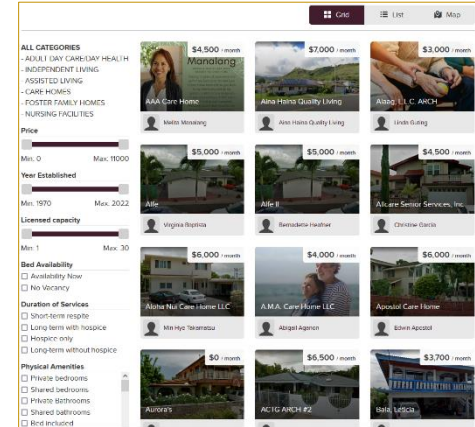 Grid
List
Map
ALL CATEGORIES
- ADULT DAY CARE/DAY HEALTH
- INDEPENDENT LIVING
ASSISTED LIVING
- CARE HOMES
- FOSTER FAMILY HOMES
- NURSING FACILITIES
Price
Min. 0 Max. 11000
Year Established
Min. 1970 Max. 2022
Licensed capacity
Min. 1 Max. 30
Bed Availability
Availability Now
No Vacancy
Duration of Services
Short-term respite
Long term with hospice
Hospice only
Long-term without hospice
Physical Amenities
Private bedrooms
Shared bedrooms
Private Bathrooms
Shared bathrooms
Bed included
$4,500 / month
Manalang
AAA Care Home
Melita Manalang
$7,000 / month
Aina Haina Quality Living
Aina Haina Quality Living
$3,000 / month
Alaag, L.L.C. ARCH
$5,000 / month
Alfe
Virginia Baptista
$5,000 / month
Alfe II
Bernadette Heafner
$4,500 / month
Allcare Senior Services, Inc.
Christine Garcia
$6,000 / month
Aloha Nui Care Home LLC
Min Hye Takamatsu
$4,000 / month
A.M.A. Care Home LLC
Abigail Aganon
$6,000 / month
Apostol Care Home
Edwin Apostol
$0 / month
Aurora's
$6,500 / month
ACTG ARCH #2
$3,700 / month
Bala, Leticia